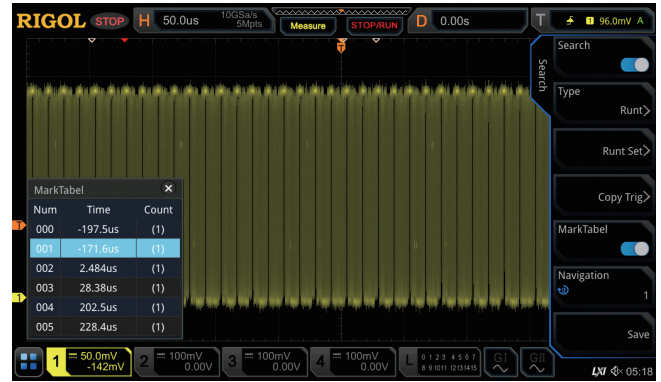 RIGOL STOP H 50.0us 10GSa/s 5Mpts Measure STOP/RUN D 0.00s T 1 96.0mV A
T
Search
Search
Type
Runt
Runt Set
Copy Trig
MarkTabel
Navigation
1
Save
MarkTabel
Num Time Count
000 -197.5us (1)
001 -171.6us (1)
002 2.484us (1)
003 28.38us (1)
004 202.5us (1)
005 228.4us (1)
T
1
1 50.0mV -142mV 2 100mV 0.00V 3 100mV 0.00V 4 100mV 0.00V L 0 1 2 3 4 5 6 7 8 9 10 11 12 13 14 15 GI GII
LXI 05:18